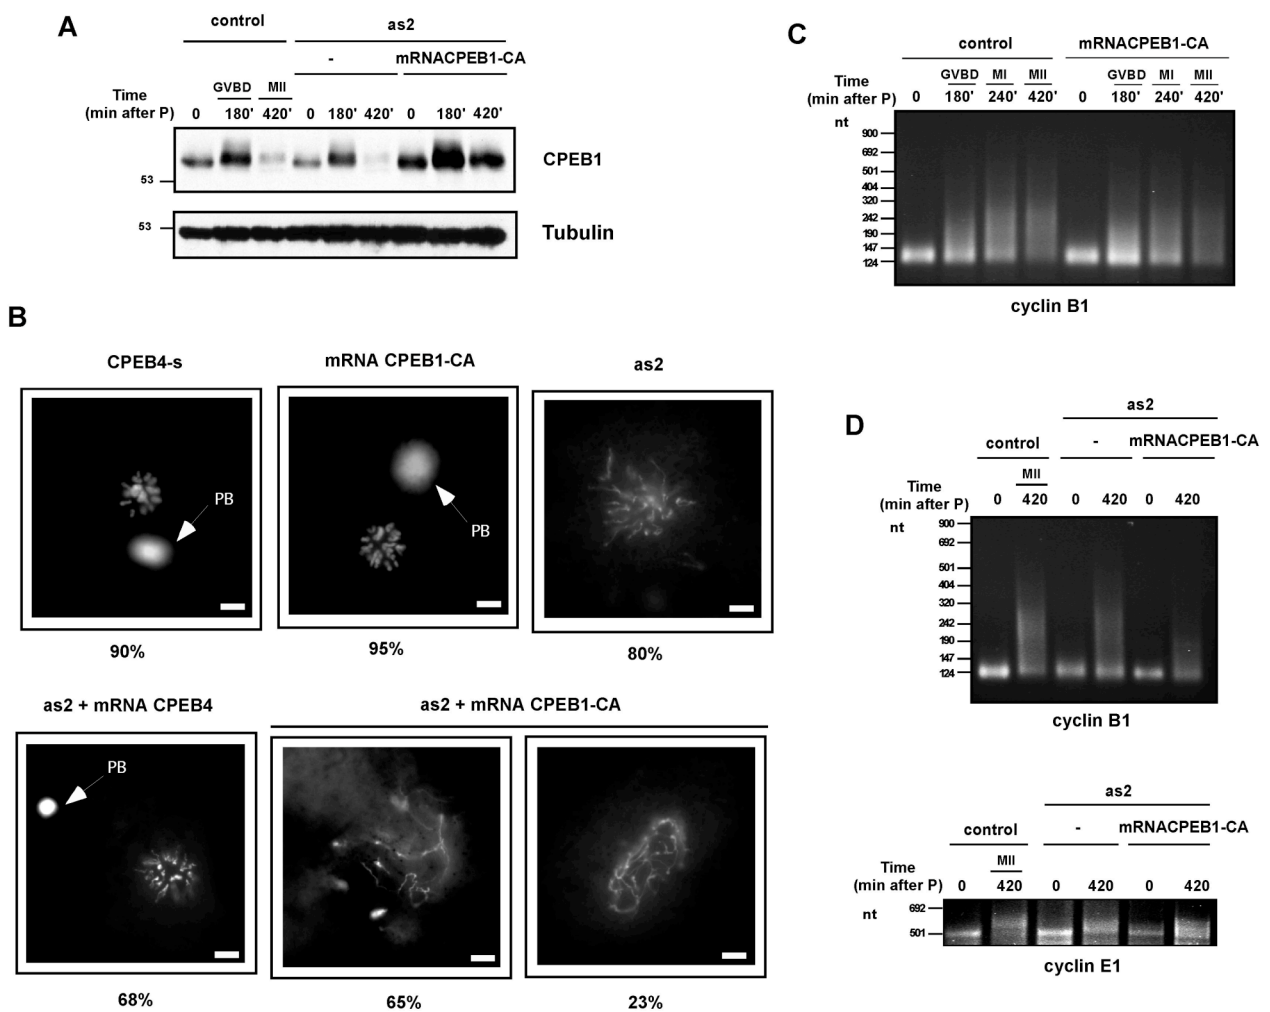 A
control
as2
-
mRNACPEB1-CA
GVBD
MII
Time
(min after P)
0
180'
420'
0
180'
420'
0
180'
420'
CPEB1
53
53
Tubulin
B
CPEB4-s
mRNA CPEB1-CA
as2
PB
PB
90%
95%
80%
as2 + mRNA CPEB4
as2 + mRNA CPEB1-CA
PB
68%
65%
23%
C
control
mRNACPEB1-CA
GVBD
MI
MII
GVBD
MI
MII
Time
(min after P)
0
180'
240'
420'
0
180'
240'
420'
nt
900
692
501
404
320
242
190
147
124
cyclin B1
D
as2
control
-
mRNACPEB1-CA
MII
Time
(min after P)
0
420
0
420
0
420
nt
900
692
501
404
320
242
190
147
124
cyclin B1
as2
control
-
mRNACPEB1-CA
MII
Time
(min after P)
0
420
0
420
0
420
nt
692
501
cyclin E1